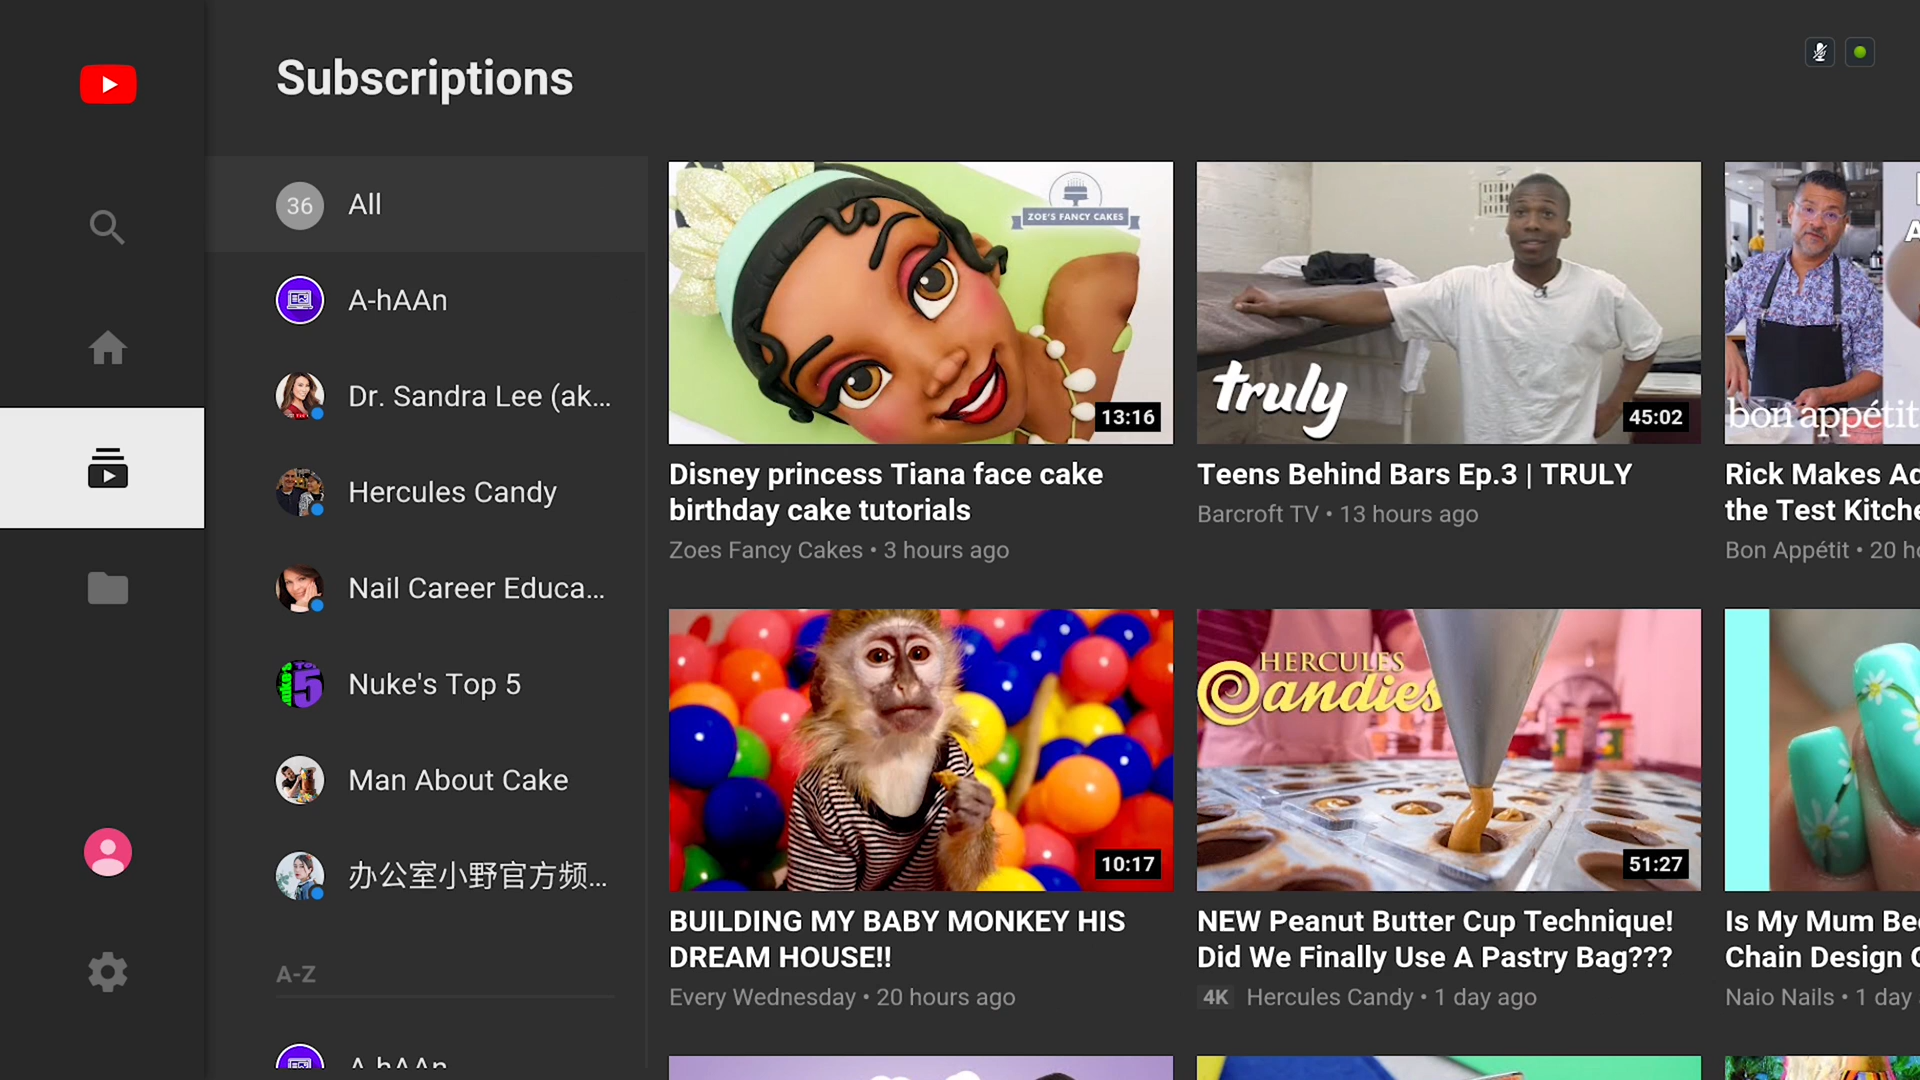 Subscriptions
36 All
A-hAAn
Dr. Sandra Lee (ak...
Hercules Candy
Nail Career Educa...
Nuke's Top 5
Man About Cake
办公室小野官方频...
A-Z
A-hAAn
ZOE'S FANCY CAKES
13:16
Disney princess Tiana face cake
birthday cake tutorials
Zoes Fancy Cakes • 3 hours ago
truly
45:02
Teens Behind Bars Ep.3 | TRULY
Barcroft TV • 13 hours ago
bon appétit
Rick Makes
the Test
Bon Appétit • 20
10:17
BUILDING MY BABY MONKEY HIS
DREAM HOUSE!!
Every Wednesday • 20 hours ago
HERCULES
Candies
51:27
NEW Peanut Butter Cup Technique!
Did We Finally Use A Pastry Bag???
4K Hercules Candy • 1 day ago
Is My Mum
Chain Design
Naio Nails • 1 day